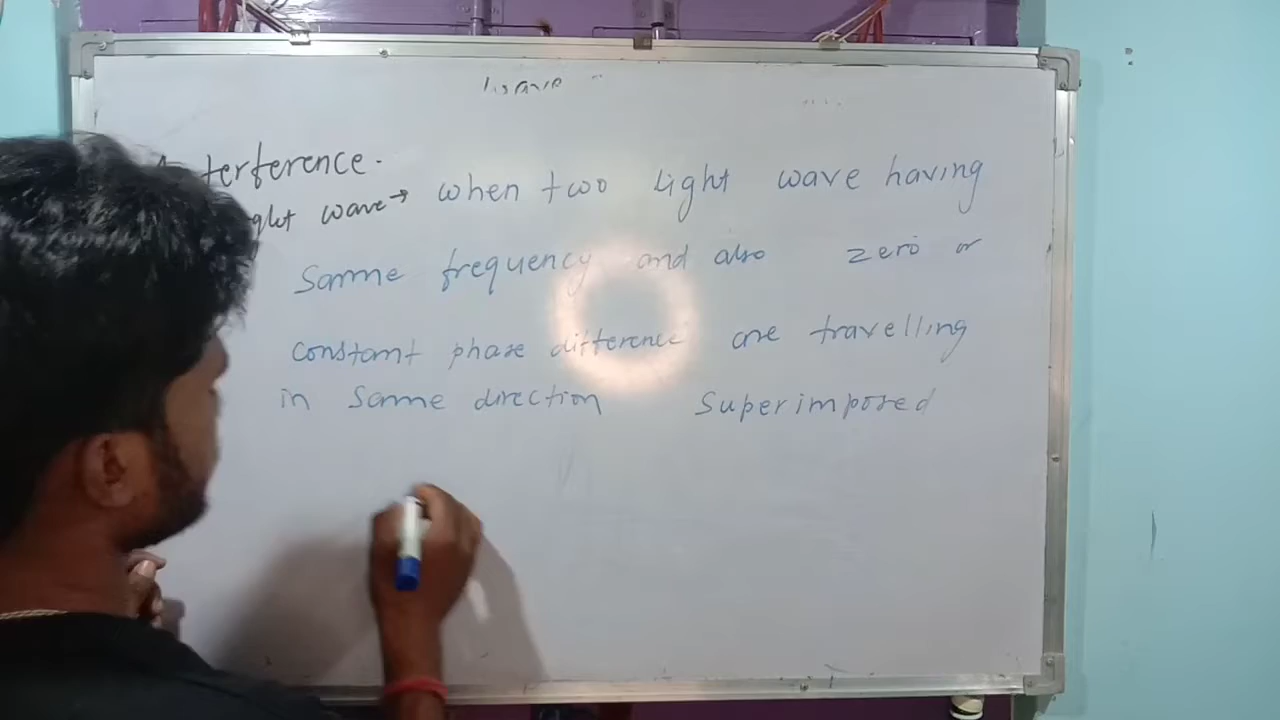 terference.
ght wave → when two light wave having
same frequency and also zero or
constant phase difference are travelling
in same direction superimposed